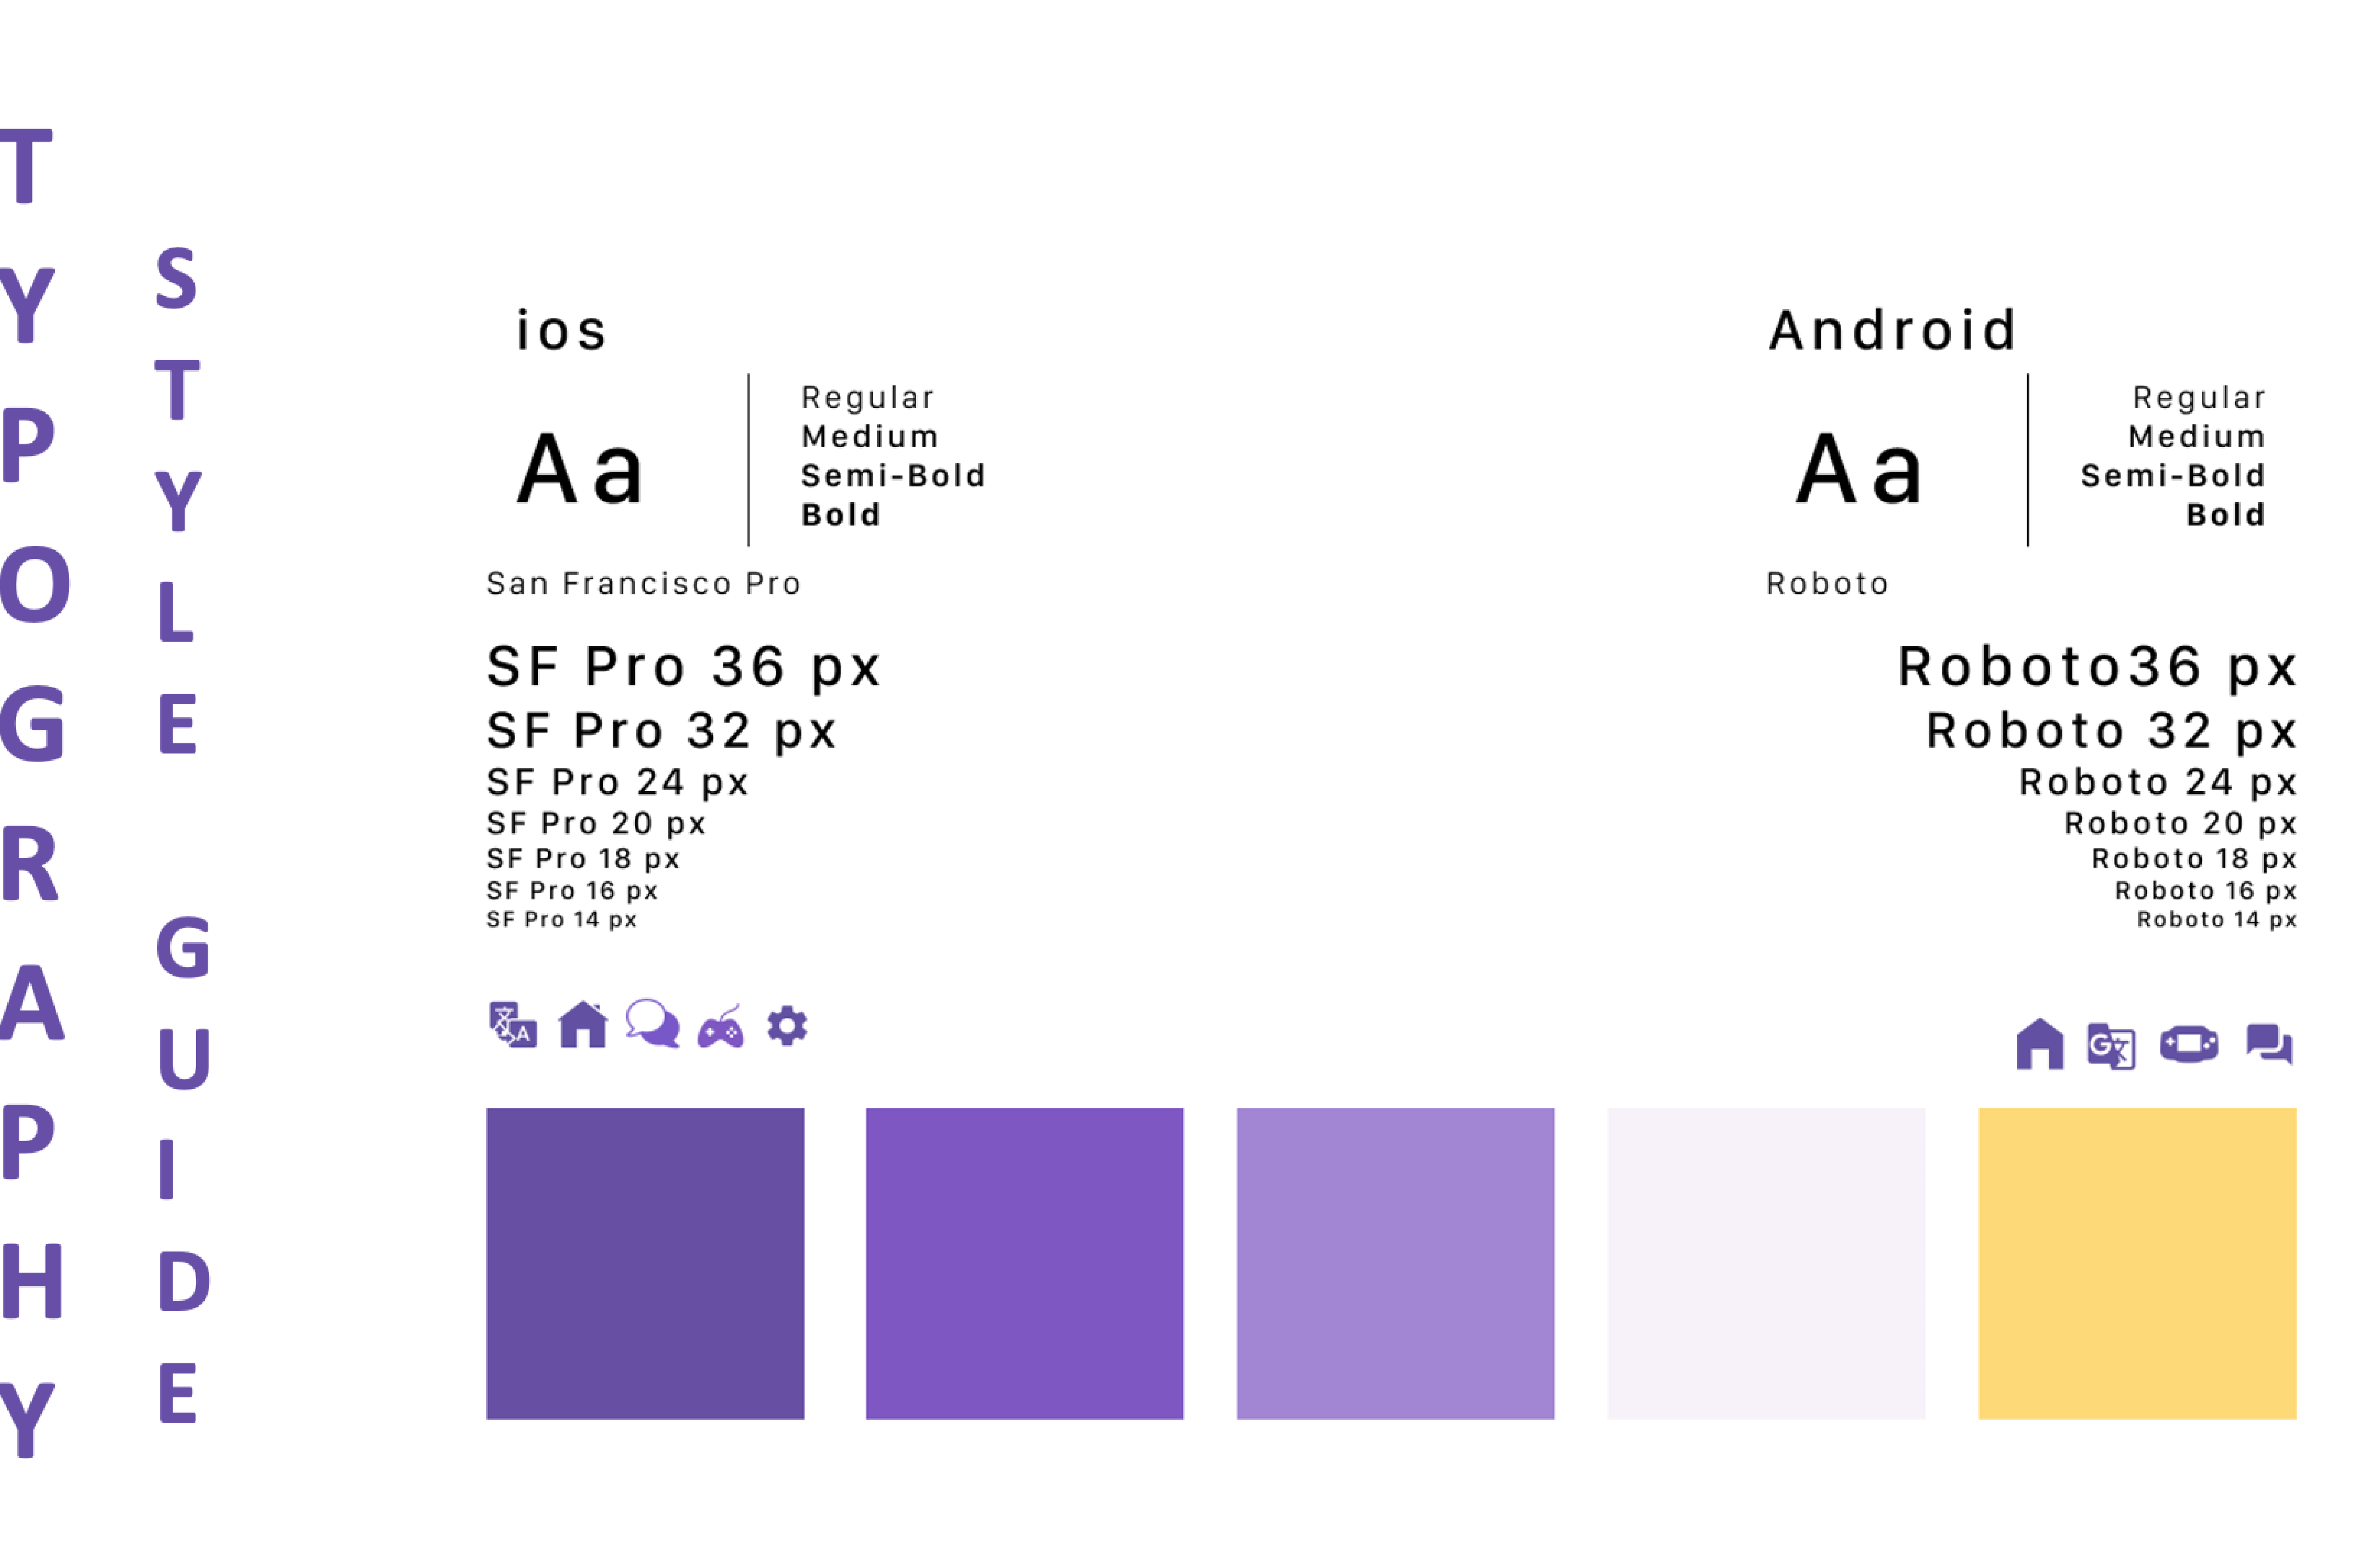 TYPOGRAPHY
STYLE GUIDE
ios
Aa
Regular
Medium
Semi-Bold
Bold
San Francisco Pro
SF Pro 36 px
SF Pro 32 px
SF Pro 24 px
SF Pro 20 px
SF Pro 18 px
SF Pro 16 px
SF Pro 14 px
Android
Aa
Regular
Medium
Semi-Bold
Bold
Roboto
Roboto36 px
Roboto 32 px
Roboto 24 px
Roboto 20 px
Roboto 18 px
Roboto 16 px
Roboto 14 px